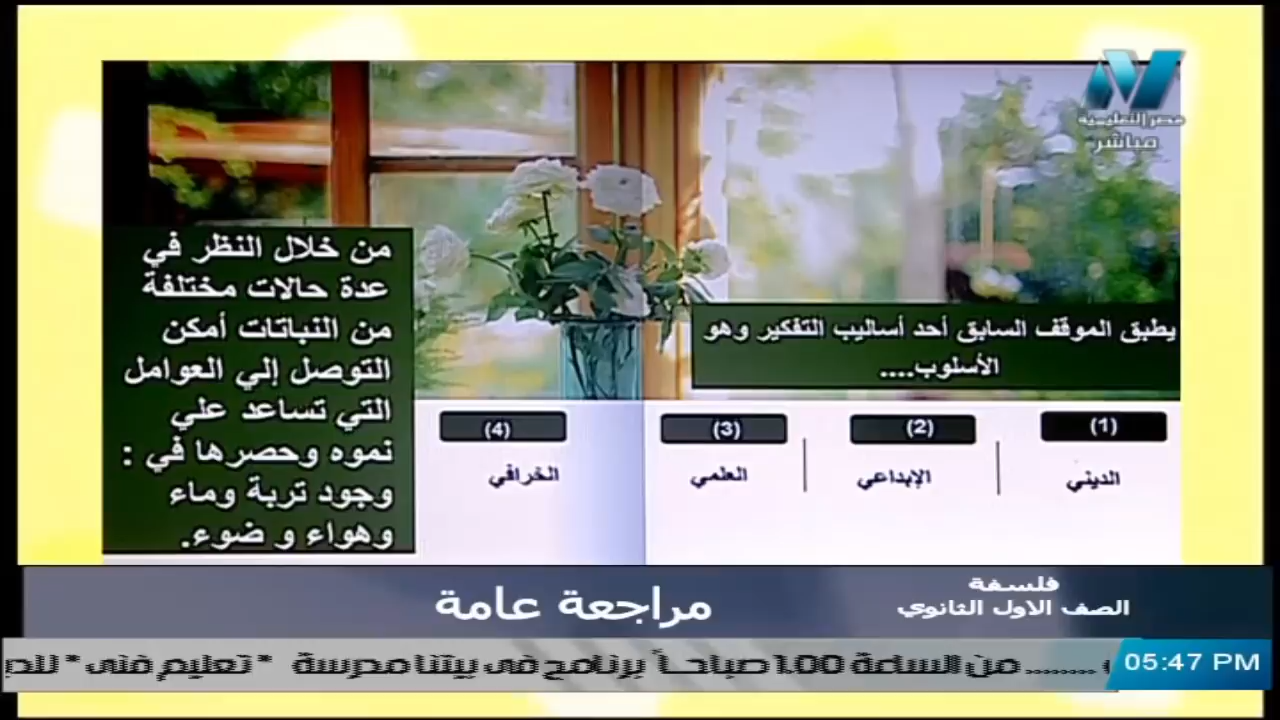 مصر التعليمية
مباشر
من خلال النظر في
عدة حالات مختلفة
من النباتات أمكن
التوصل إلي العوامل
التي تساعد علي
نموه وحصرها في :
وجود تربة وماء
وهواء و ضوء.
يطبق الموقف السابق أحد أساليب التفكير وهو
الأسلوب....
(1)
(2)
(3)
(4)
الديني
الإبداعي
العلمي
الخرافي
فلسفة
الصف الاول الثانوي
مراجعة عامة
....... من الساعة 1.00 صباحـــاً برنامج فى بيتنا مدرسة " تعليم فنى "
05:47 PM